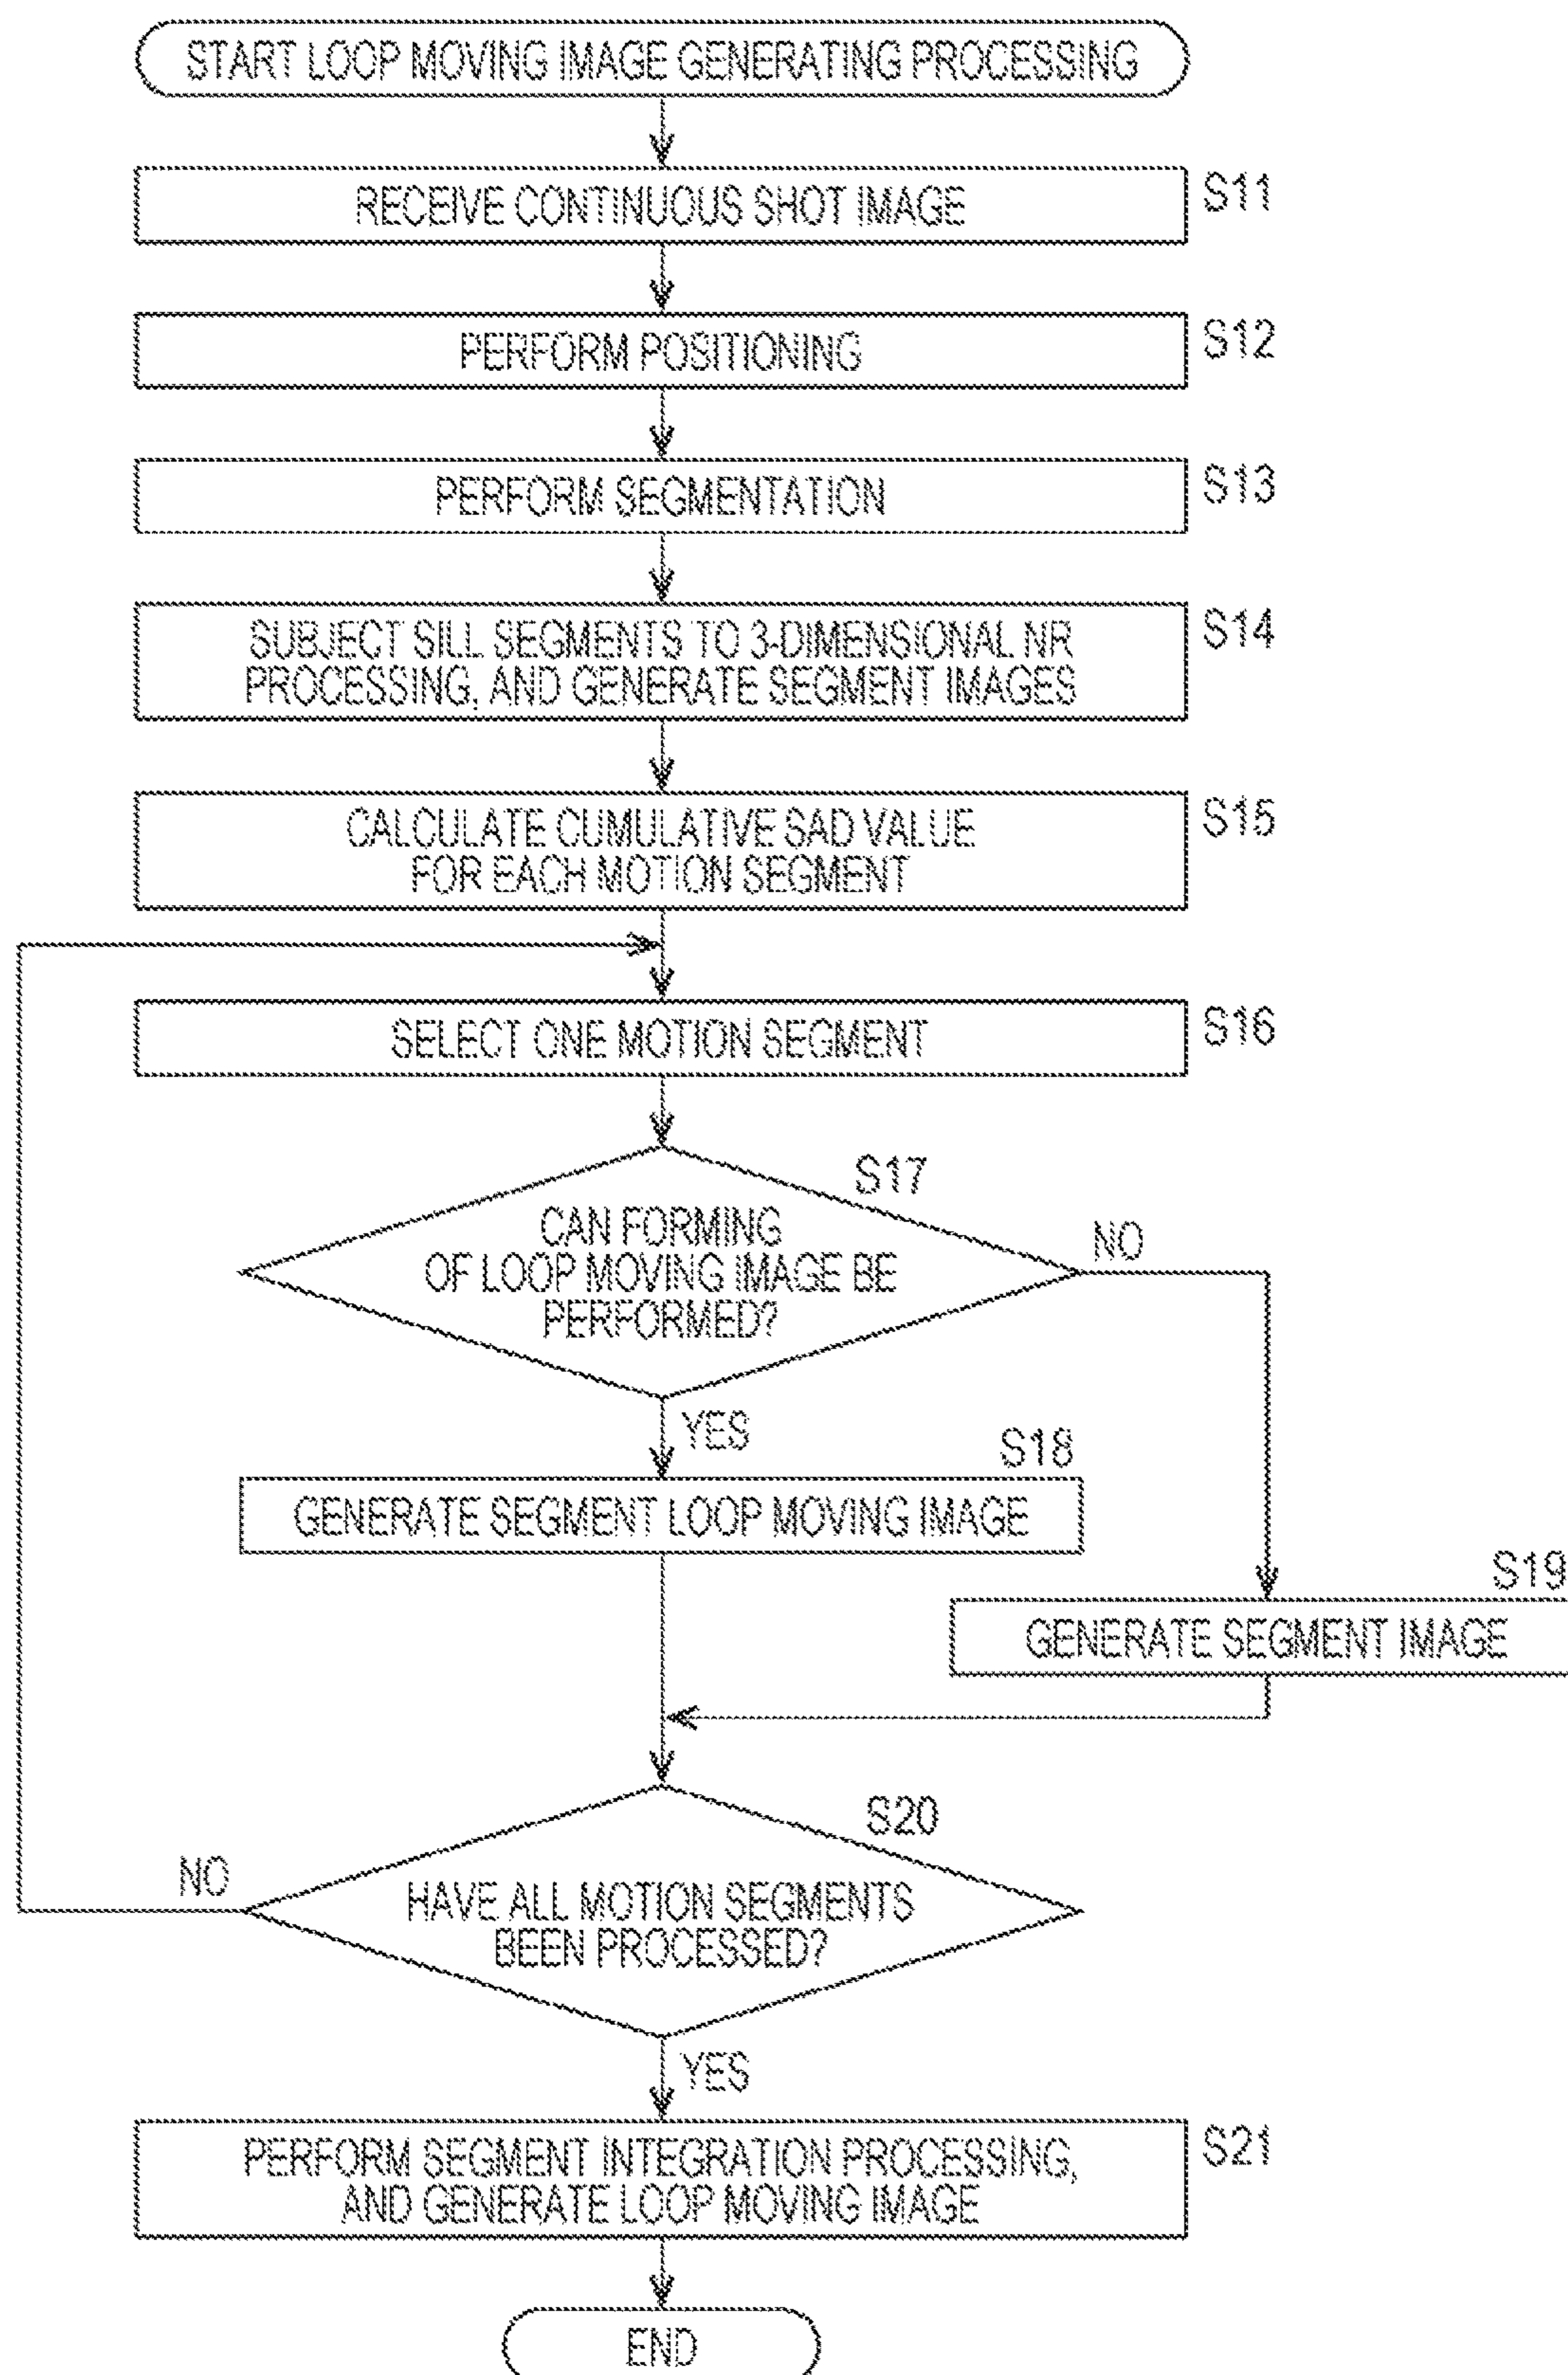 START LOOP MOVING IMAGE GENERATING PROCESSING
RECEIVE CONTINUOUS SHOT IMAGE
S11
PERFORM POSITIONING
S12
PERFORM SEGMENTATION
S13
SUBJECT SILL SEGMENTS TO 3-DIMENSIONAL NR
PROCESSING, AND GENERATE SEGMENT IMAGES
S14
CALCULATE CUMULATIVE SAD VALUE
FOR EACH MOTION SEGMENT
S15
SELECT ONE MOTION SEGMENT
S16
S17
CAN FORMING
OF LOOP MOVING IMAGE BE
PERFORMED?
NO
YES
S18
GENERATE SEGMENT LOOP MOVING IMAGE
S19
GENERATE SEGMENT IMAGE
S20
NO
HAVE ALL MOTION SEGMENTS
BEEN PROCESSED?
YES
PERFORM SEGMENT INTEGRATION PROCESSING,
AND GENERATE LOOP MOVING IMAGE
S21
END